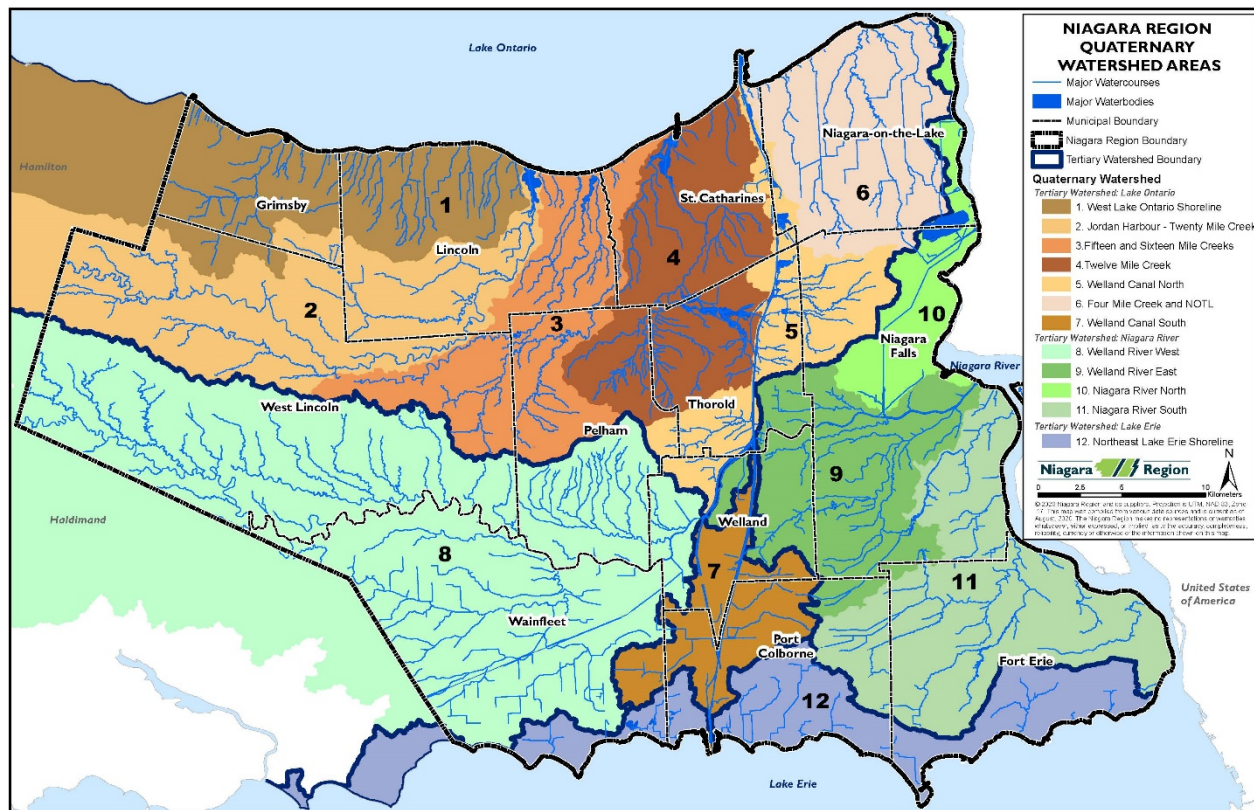 NIAGARA REGION
QUATERNARY
WATERSHED AREAS
Major Watercourses
Major Waterbodies
Municipal Boundary
Niagara Region Boundary
Tertiary Watershed Boundary
Quaternary Watershed
Tertiary Watershed: Lake Ontario
1. West Lake Ontario Shoreline
2. Jordan Harbour - Twenty Mile Creek
3.Fifteen and Sixteen Mile Creeks
4.Twelve Mile Creek
5. Welland Canal North
6. Four Mile Creek and NOTL
7. Welland Canal South
Tertiary Watershed: Niagara River
8. Welland River West
9. Welland River East
10. Niagara River North
11. Niagara River South
Tertiary Watershed: Lake Erie
12. Northeast Lake Erie Shoreline
Niagara Region
N
0 2.5 5 10
Kilometers
Lake Ontario
Hamilton
Grimsby
1
Lincoln
St. Catharines
Niagara-on-the-Lake
6
4
2
3
5
10
Niagara
Falls
Niagara River
West Lincoln
Pelham
Thorold
9
Haldimand
8
Welland
7
11
United States
of America
Wainfleet
Port
Colborne
Fort Erie
12
Lake Erie